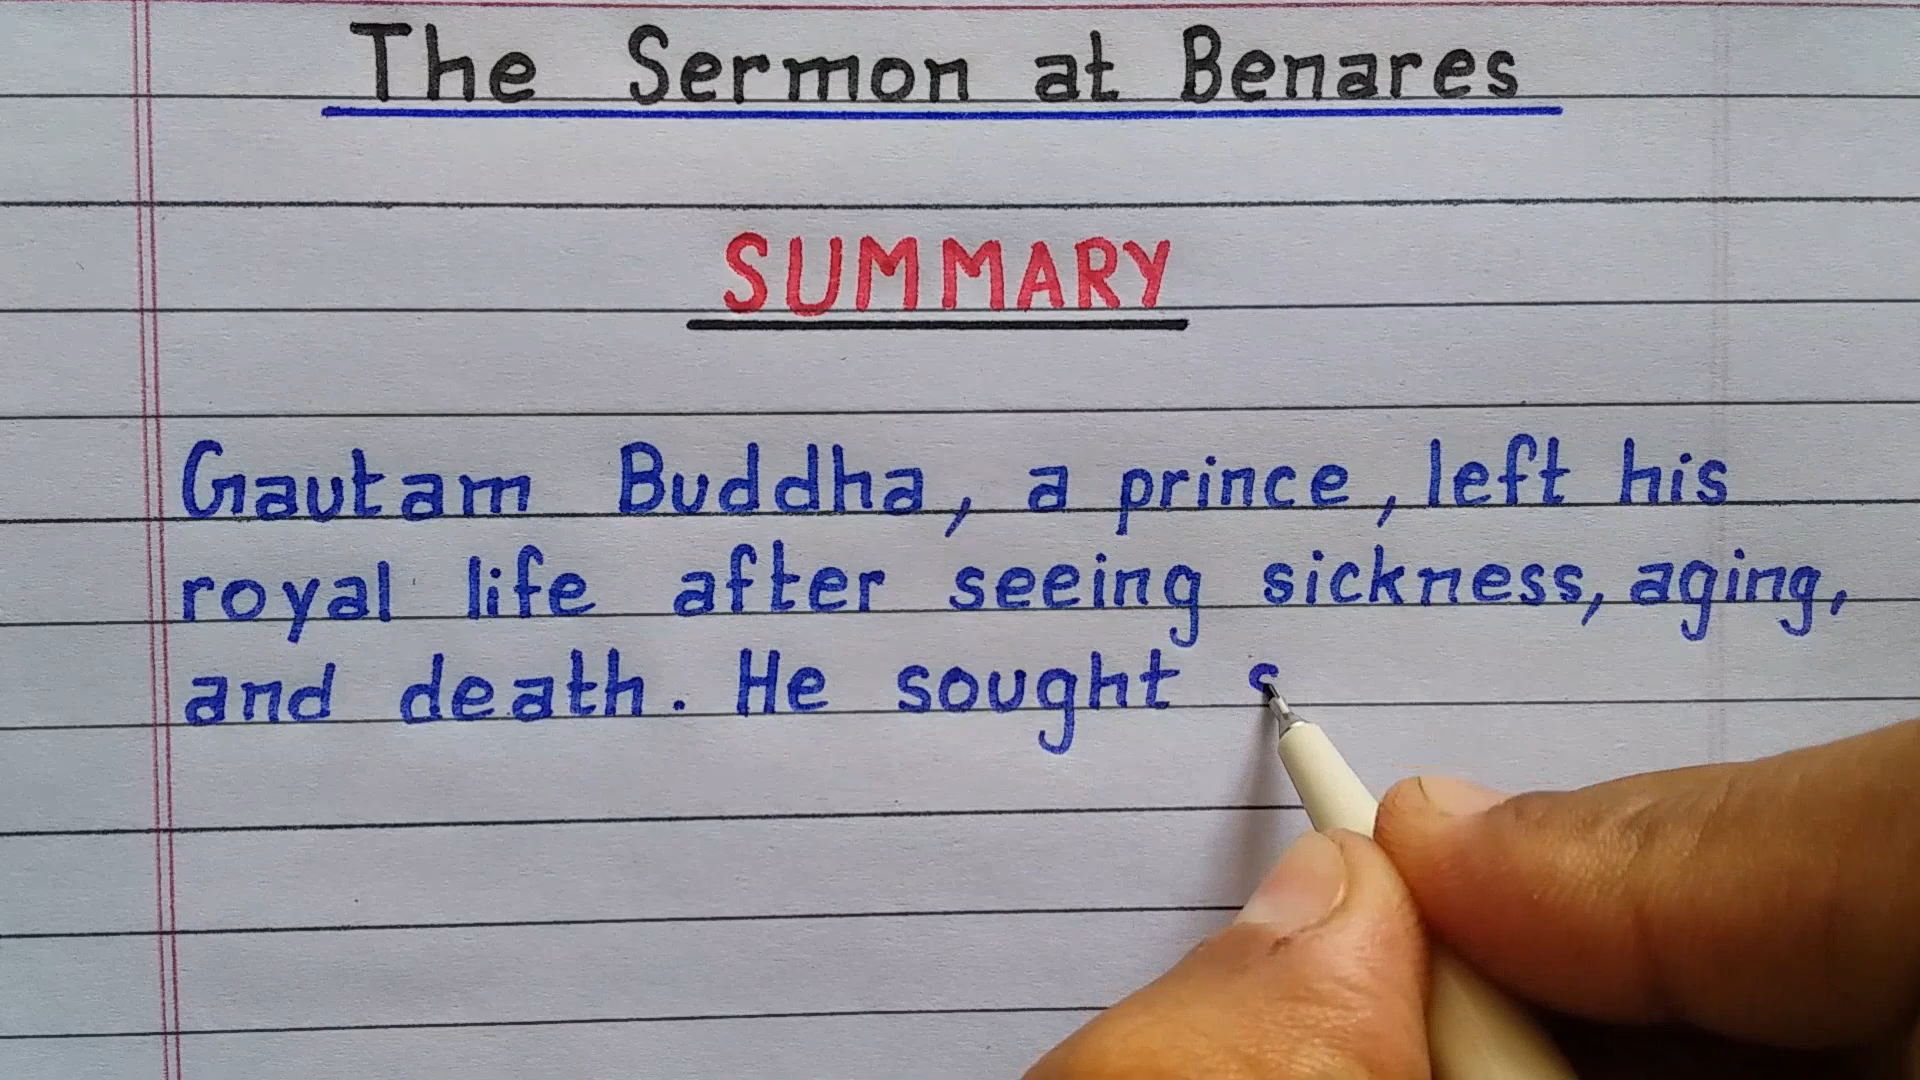 The Sermon at Benares
SUMMARY
Gautam Buddha, a prince, left his
royal life after seeing sickness, aging,
and death. He sought s